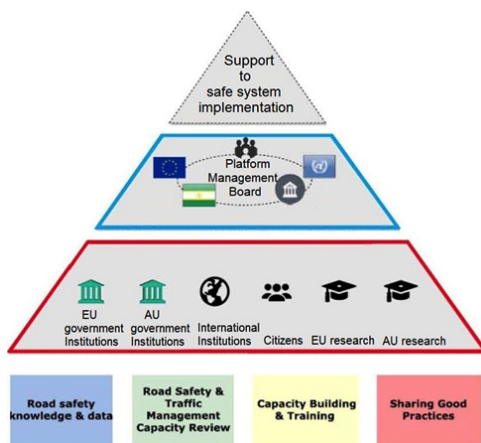 Support
to
safe system
implementation
Platform
Management
Board
EU
government
Institutions
AU
government
Institutions
International
Institutions
Citizens
EU research
AU research
Road safety
knowledge & data
Road Safety &
Traffic
Management
Capacity Review
Capacity Building
& Training
Sharing Good
Practices